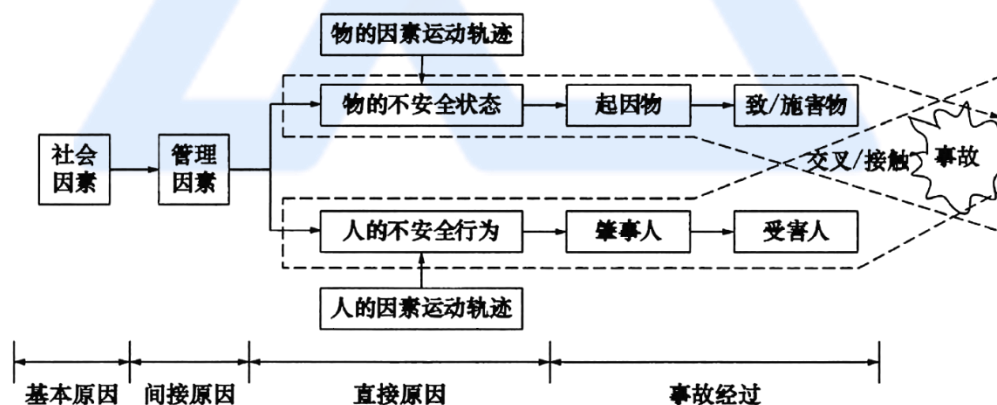 物的因素运动轨迹
物的不安全状态
起因物
致/施害物
社会
因素
管理
因素
交叉/接触
事故
人的不安全行为
肇事人
受害人
人的因素运动轨迹
基本原因
间接原因
直接原因
事故经过